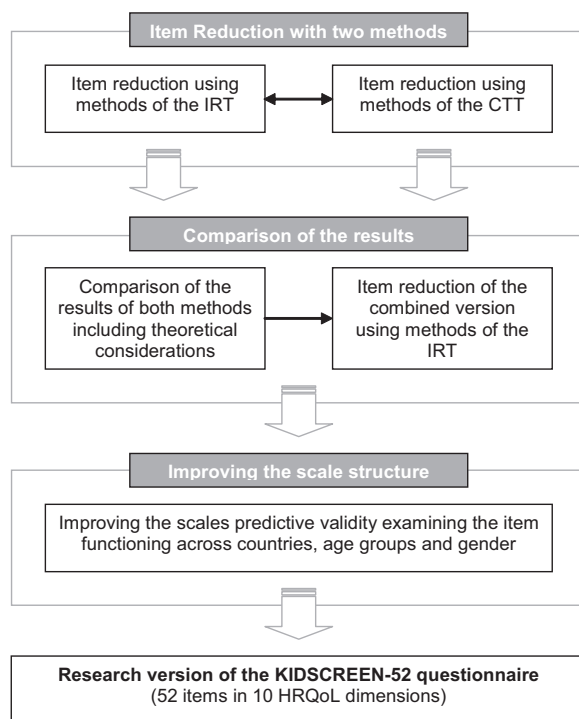 Item Reduction with two methods
Item reduction using
methods of the IRT
Item reduction using
methods of the CTT
Comparison of the results
Comparison of the
results of both methods
including theoretical
considerations
Item reduction of the
combined version
using methods of the
IRT
Improving the scale structure
Improving the scales predictive validity examining the item
functioning across countries, age groups and gender
Research version of the KIDSCREEN-52 questionnaire
(52 items in 10 HRQoL dimensions)